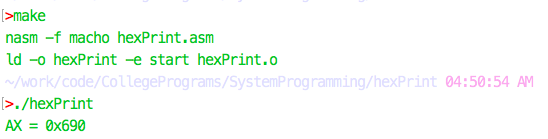 >make
nasm -f macho hexPrint.asm
ld -o hexPrint -e start hexPrint.o
~/work/code/CollegePrograms/SystemProgramming/hexPrint 04:50:54 AM
>./hexPrint
AX = 0x690